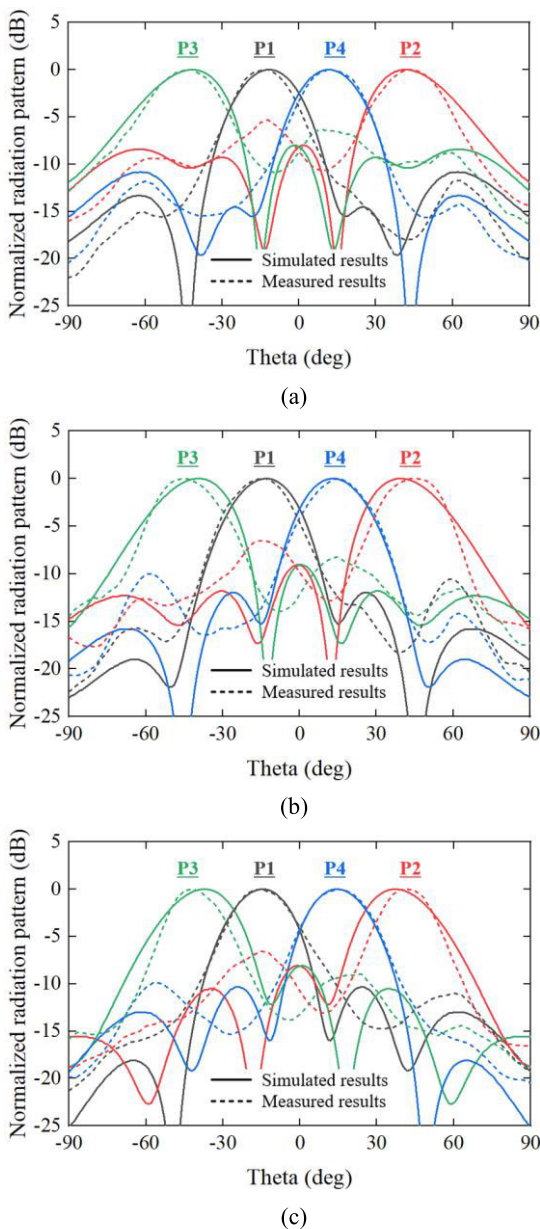 5
P3 P1 P4 P2
0
-5
-10
-15
-20
-25
Normalized radiation pattern (dB)
Simulated results
Measured results
-90 -60 -30 0 30 60 90
Theta (deg)
(a)
5
P3 P1 P4 P2
0
-5
-10
-15
-20
-25
Normalized radiation pattern (dB)
Simulated results
Measured results
-90 -60 -30 0 30 60 90
Theta (deg)
(b)
5
P3 P1 P4 P2
0
-5
-10
-15
-20
-25
Normalized radiation pattern (dB)
Simulated results
Measured results
-90 -60 -30 0 30 60 90
Theta (deg)
(c)